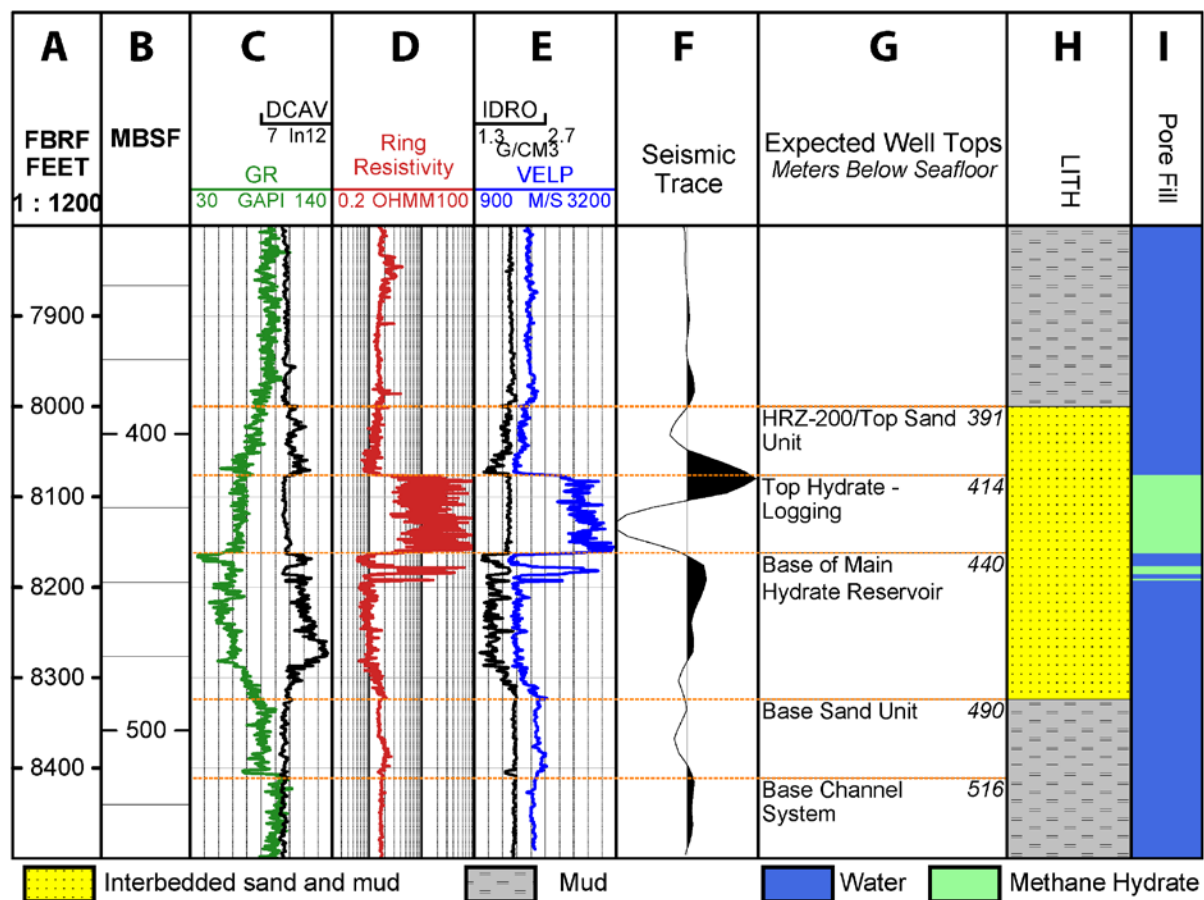 A B C D E F G H I
FBRF
FEET
1 : 1200
MBSF
DCAV
7 In12
GR
30 GAPI 140
Ring
Resistivity
0.2 OHMM100
IDRO
1.3 2.7
G/CM3
VELP
900 M/S 3200
Seismic
Trace
Expected Well Tops
Meters Below Seafloor
LITH
Pore Fill
7900
8000
8100
8200
8300
8400
400
500
HRZ-200/Top Sand 391
Unit
Top Hydrate - 414
Logging
Base of Main 440
Hydrate Reservoir
Base Sand Unit 490
Base Channel 516
System
Interbedded sand and mud Mud Water Methane Hydrate